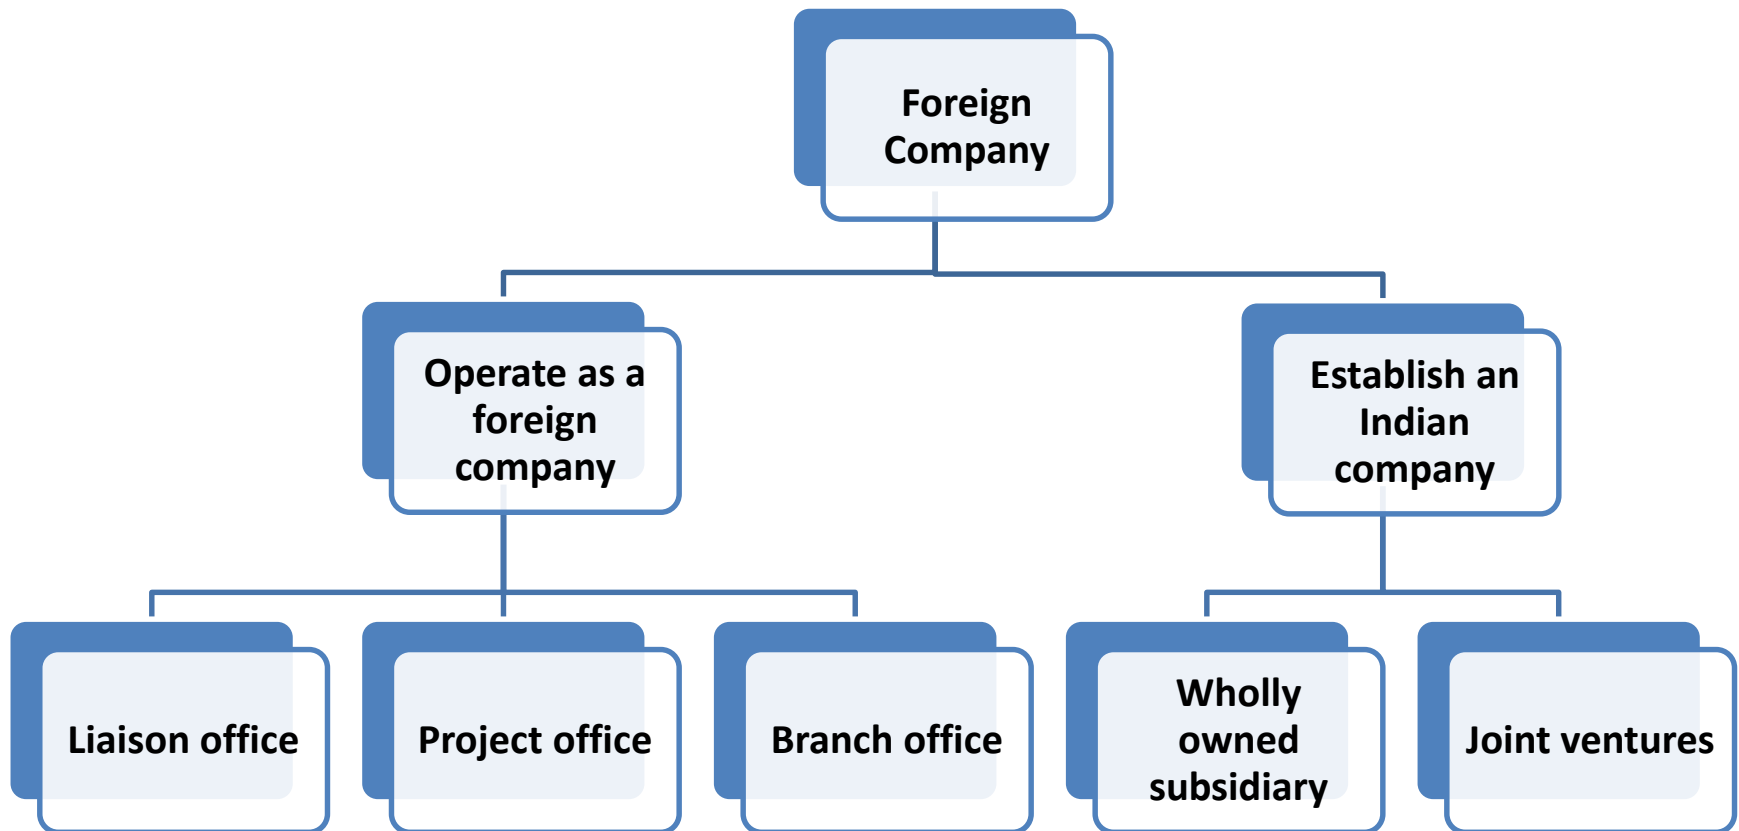 Foreign
Company
Operate as a
foreign
company
Establish an
Indian
company
Liaison office
Project office
Branch office
Wholly
owned
subsidiary
Joint ventures